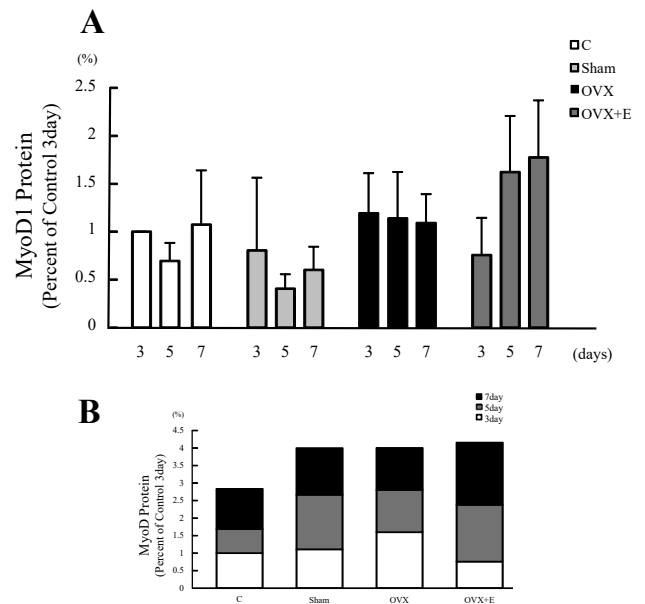 A
(%)
C
Sham
OVX
OVX+E
MyoD1 Protein
(Percent of Control 3day)
2.5
2
1.5
1
0.5
0
3 5 7 3 5 7 3 5 7 3 5 7 (days)
B
(%)
7day
5day
3day
MyoD Protein
(Percent of Control 3day)
4.5
4
3.5
3
2.5
2
1.5
1
0.5
0
C Sham OVX OVX+E